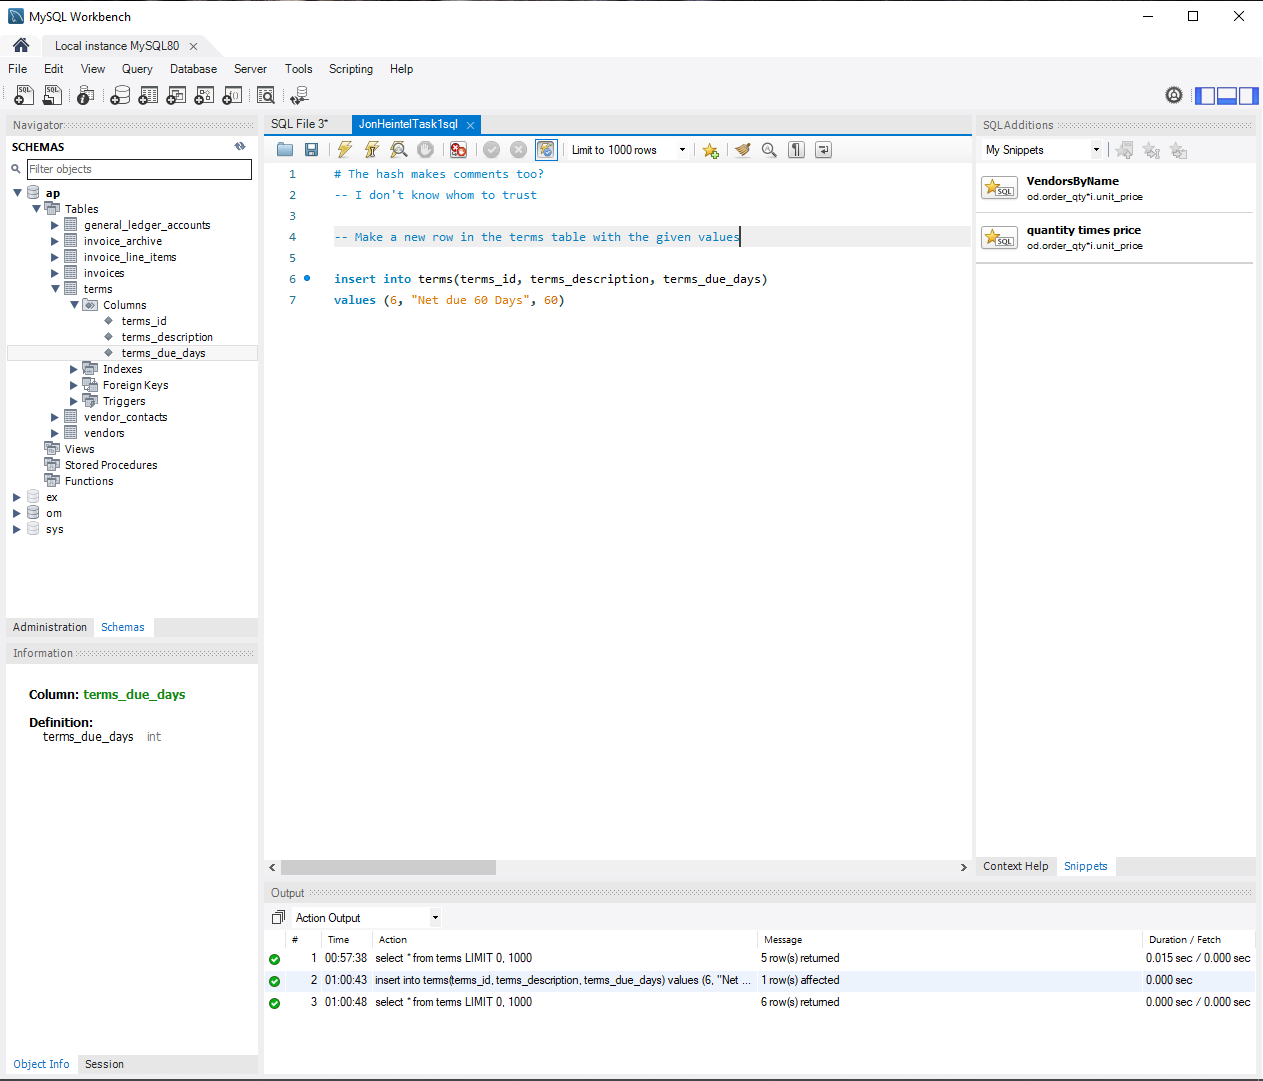 MySQL Workbench
Local instance MySQL80
File Edit View Query Database Server Tools Scripting Help
Navigator
SCHEMAS
Filter objects
ap
Tables
general_ledger_accounts
invoice_archive
invoice_line_items
invoices
terms
Columns
terms_id
terms_description
terms_due_days
Indexes
Foreign Keys
Triggers
vendor_contacts
vendors
Views
Stored Procedures
Functions
ex
om
sys
Administration Schemas
Information
Column: terms_due_days
Definition:
terms_due_days int
Object Info Session
SQL File 3* JonHeintelTask1sql
Limit to 1000 rows
1 # The hash makes comments too?
2 -- I don't know whom to trust
3
4 -- Make a new row in the terms table with the given values
5
6 insert into terms(terms_id, terms_description, terms_due_days)
7 values (6, "Net due 60 Days", 60)
SQLAdditions
My Snippets
SQL VendorsByName
od.order_qty*i.unit_price
SQL quantity times price
od.order_qty*i.unit_price
Context Help Snippets
Output
Action Output
# Time Action Message Duration / Fetch
1 00:57:38 select * from terms LIMIT 0, 1000 5 row(s) returned 0.015 sec / 0.000 sec
2 01:00:43 insert into terms(terms_id, terms_description, terms_due_days) values (6, "Net ... 1 row(s) affected 0.000 sec
3 01:00:48 select * from terms LIMIT 0, 1000 6 row(s) returned 0.000 sec / 0.000 sec